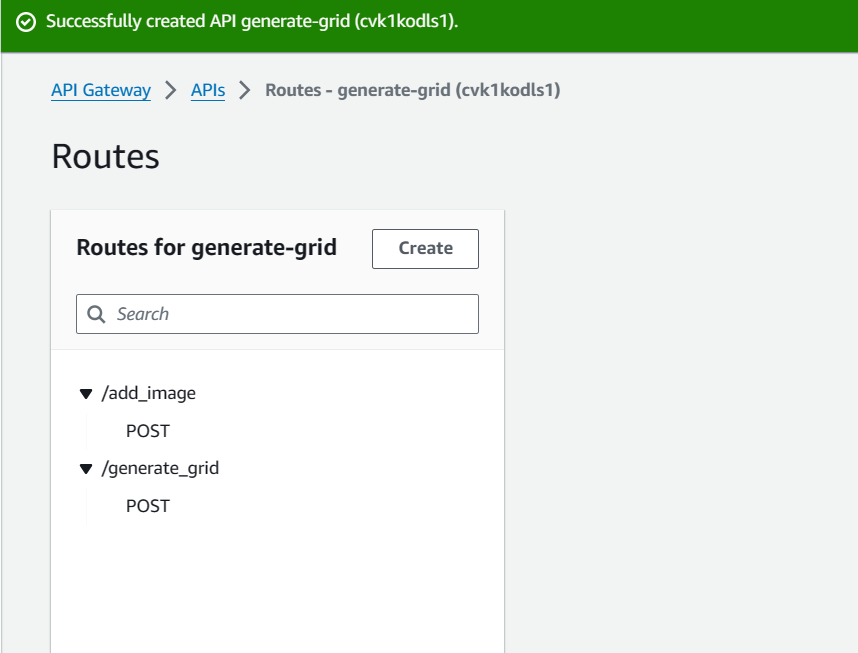 Successfully created API generate-grid (cvk1kodls1).
API Gateway > APIs > Routes - generate-grid (cvk1kodls1)
Routes
Routes for generate-grid
Create
Search
/add_image
POST
/generate_grid
POST